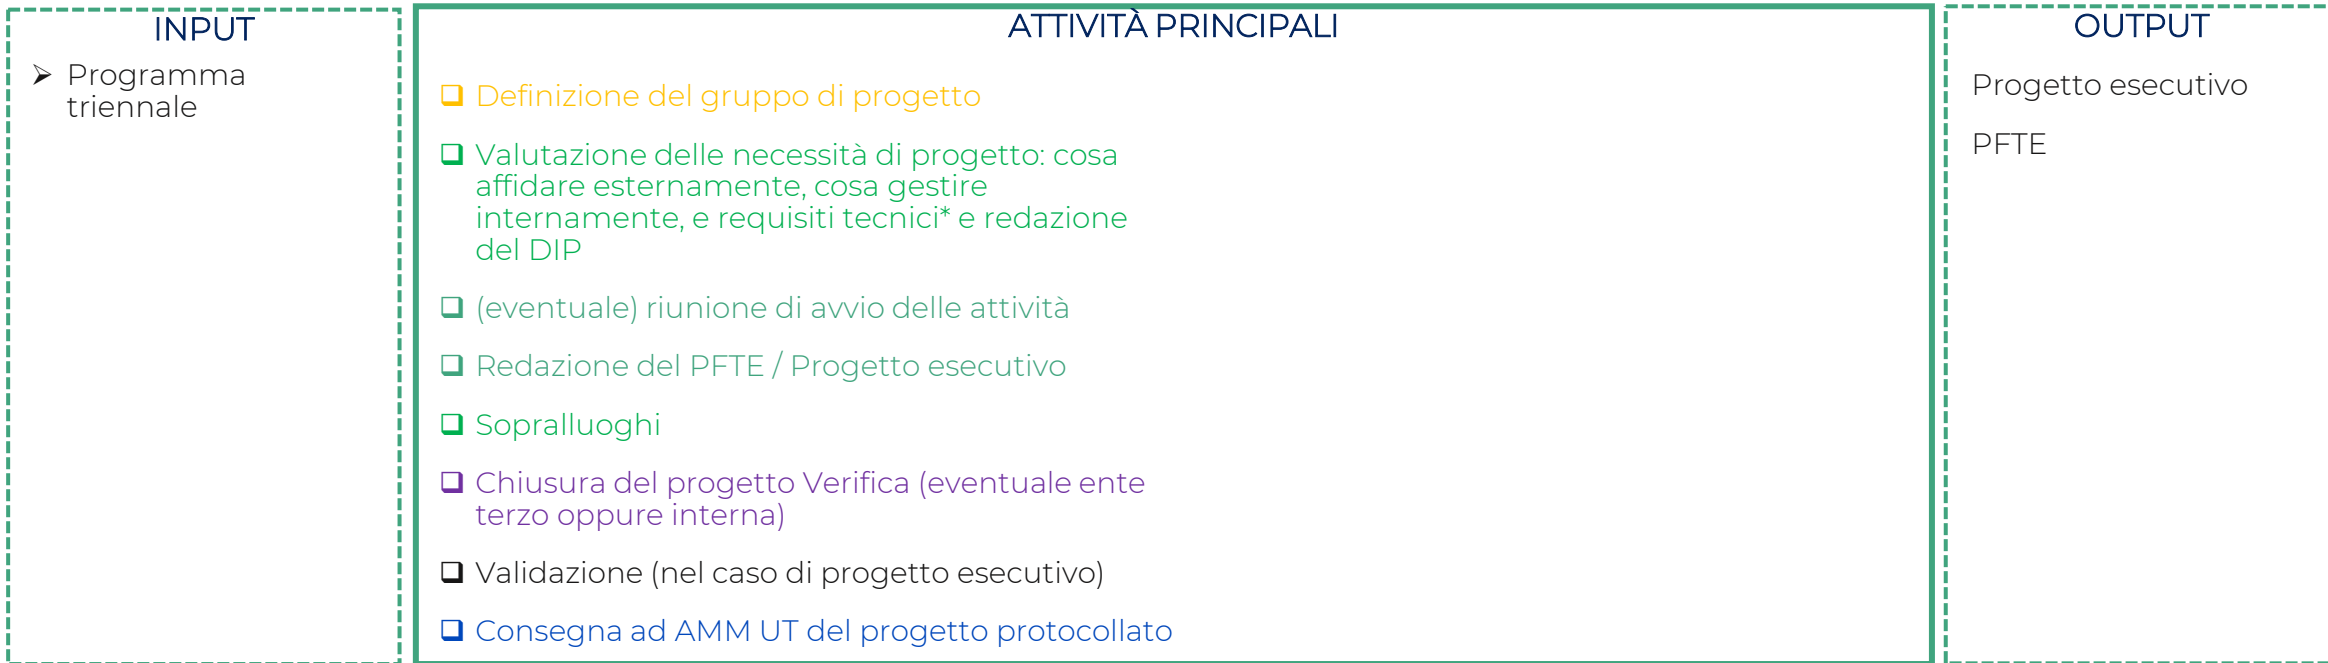 INPUT
Programma
triennale
ATTIVITÀ PRINCIPALI
Definizione del gruppo di progetto
Valutazione delle necessità di progetto: cosa
affidare esternamente, cosa gestire
internamente, e requisiti tecnici* e redazione
del DIP
(eventuale) riunione di avvio delle attività
Redazione del PFTE / Progetto esecutivo
Sopralluoghi
Chiusura del progetto Verifica (eventuale ente
terzo oppure interna)
Validazione (nel caso di progetto esecutivo)
Consegna ad AMM UT del progetto protocollato
OUTPUT
Progetto esecutivo
PFTE